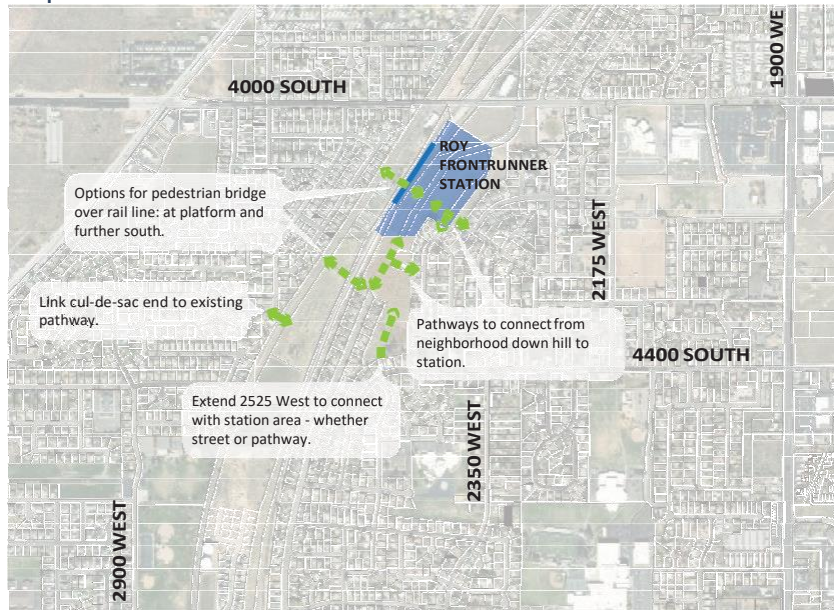 4000 SOUTH
1900 WE
ROY
FRONTRUNNER
STATION
Options for pedestrian bridge
over rail line: at platform and
further south.
2175 WEST
Link cul-de-sac end to existing
pathway.
Pathways to connect from
neighborhood down hill to
station.
4400 SOUTH
Extend 2525 West to connect
with station area - whether
street or pathway.
2350 WEST
2900 WEST